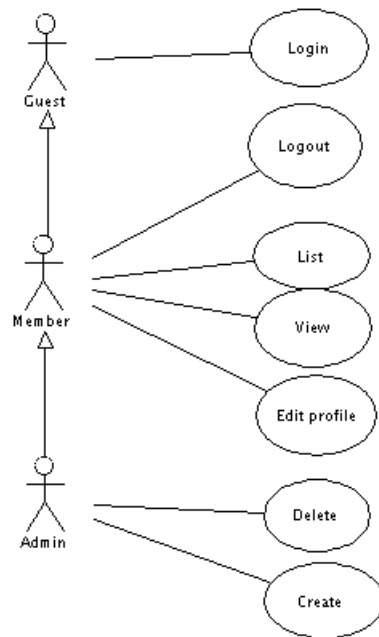 Login
Guest
Logout
List
Member
View
Edit profile
Delete
Admin
Create